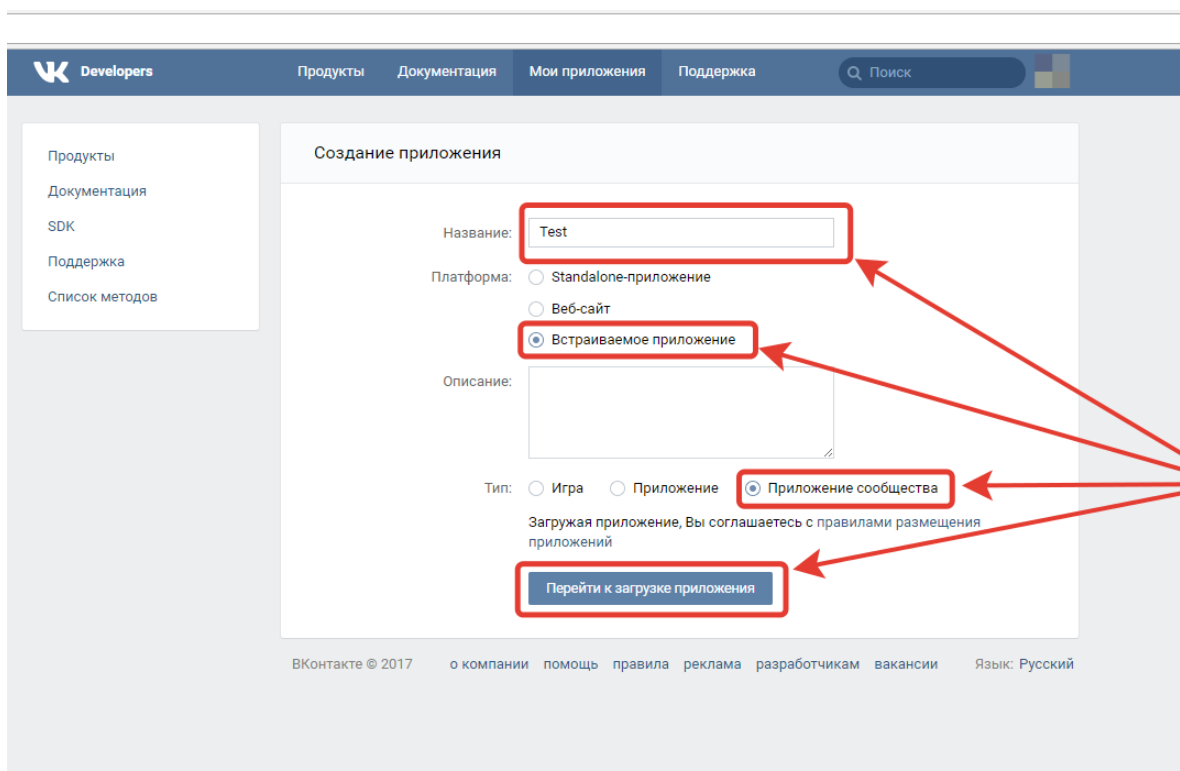 Developers Продукты Документация Мои приложения Поддержка Поиск
Продукты
Документация
SDK
Поддержка
Список методов
Создание приложения
Название: Test
Платформа: Standalone-приложение
Веб-сайт
Встраиваемое приложение
Описание:
Тип: Игра Приложение Приложение сообщества
Загружая приложение, Вы соглашаетесь с правилами размещения
приложений
Перейти к загрузке приложения
ВКонтакте © 2017 о компании помощь правила реклама разработчикам вакансии Язык: Русский